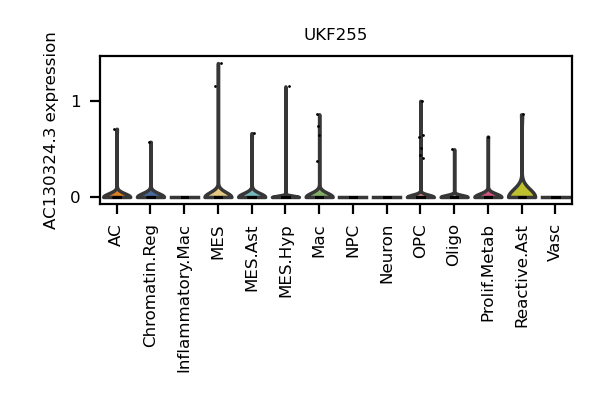 UKF255
AC130324.3 expression
1
0
AC
Chromatin.Reg
Inflammatory.Mac
MES
MES.Ast
MES.Hyp
Mac
NPC
Neuron
OPC
Oligo
Prolif.Metab
Reactive.Ast
Vasc